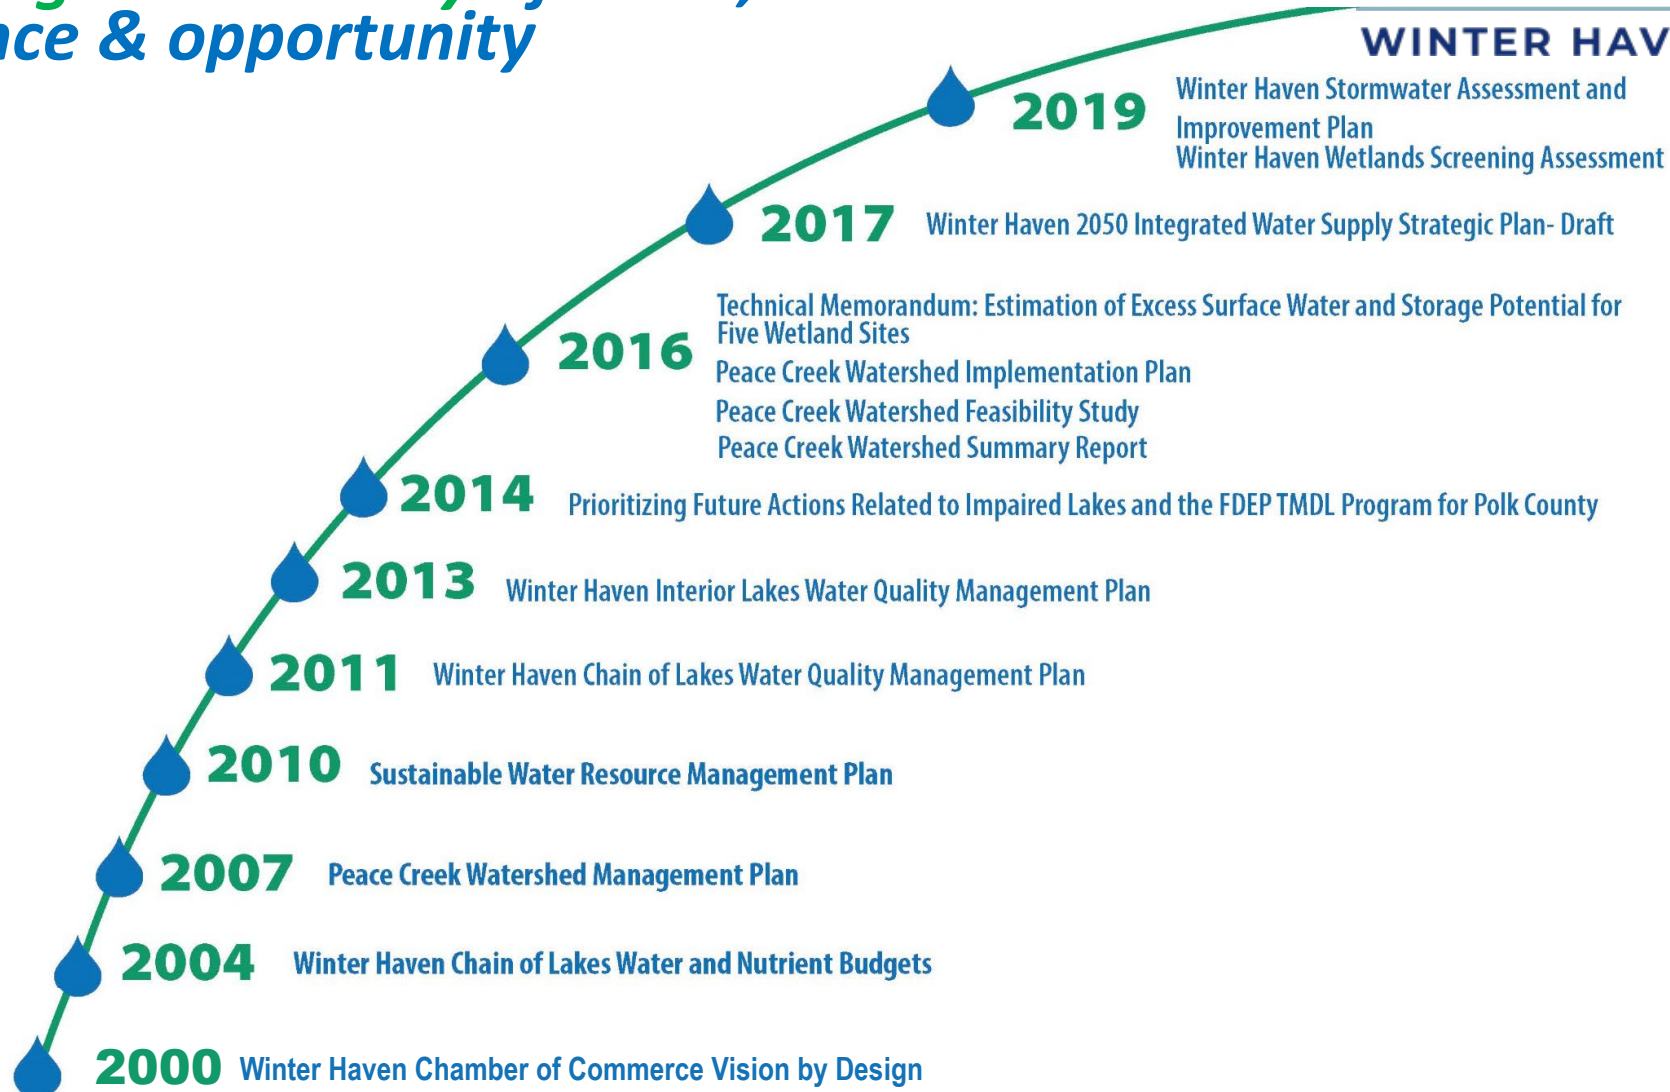 & opportunity
WINTER
2019
Winter Haven Stormwater Assessment and
Improvement Plan
Winter Haven Wetlands Screening Assessment
2017
Winter Haven 2050 Integrated Water Supply Strategic Plan- Draft
2016
Technical Memorandum: Estimation of Excess Surface Water and Storage Potential for
Five Wetland Sites
Peace Creek Watershed Implementation Plan
Peace Creek Watershed Feasibility Study
Peace Creek Watershed Summary Report
2014
Prioritizing Future Actions Related to Impaired Lakes and the FDEP TMDL Program for Polk County
2013
Winter Haven Interior Lakes Water Quality Management Plan
2011
Winter Haven Chain of Lakes Water Quality Management Plan
2010
Sustainable Water Resource Management Plan
2007
Peace Creek Watershed Management Plan
2004
Winter Haven Chain of Lakes Water and Nutrient Budgets
2000
Winter Haven Chamber of Commerce Vision by Design